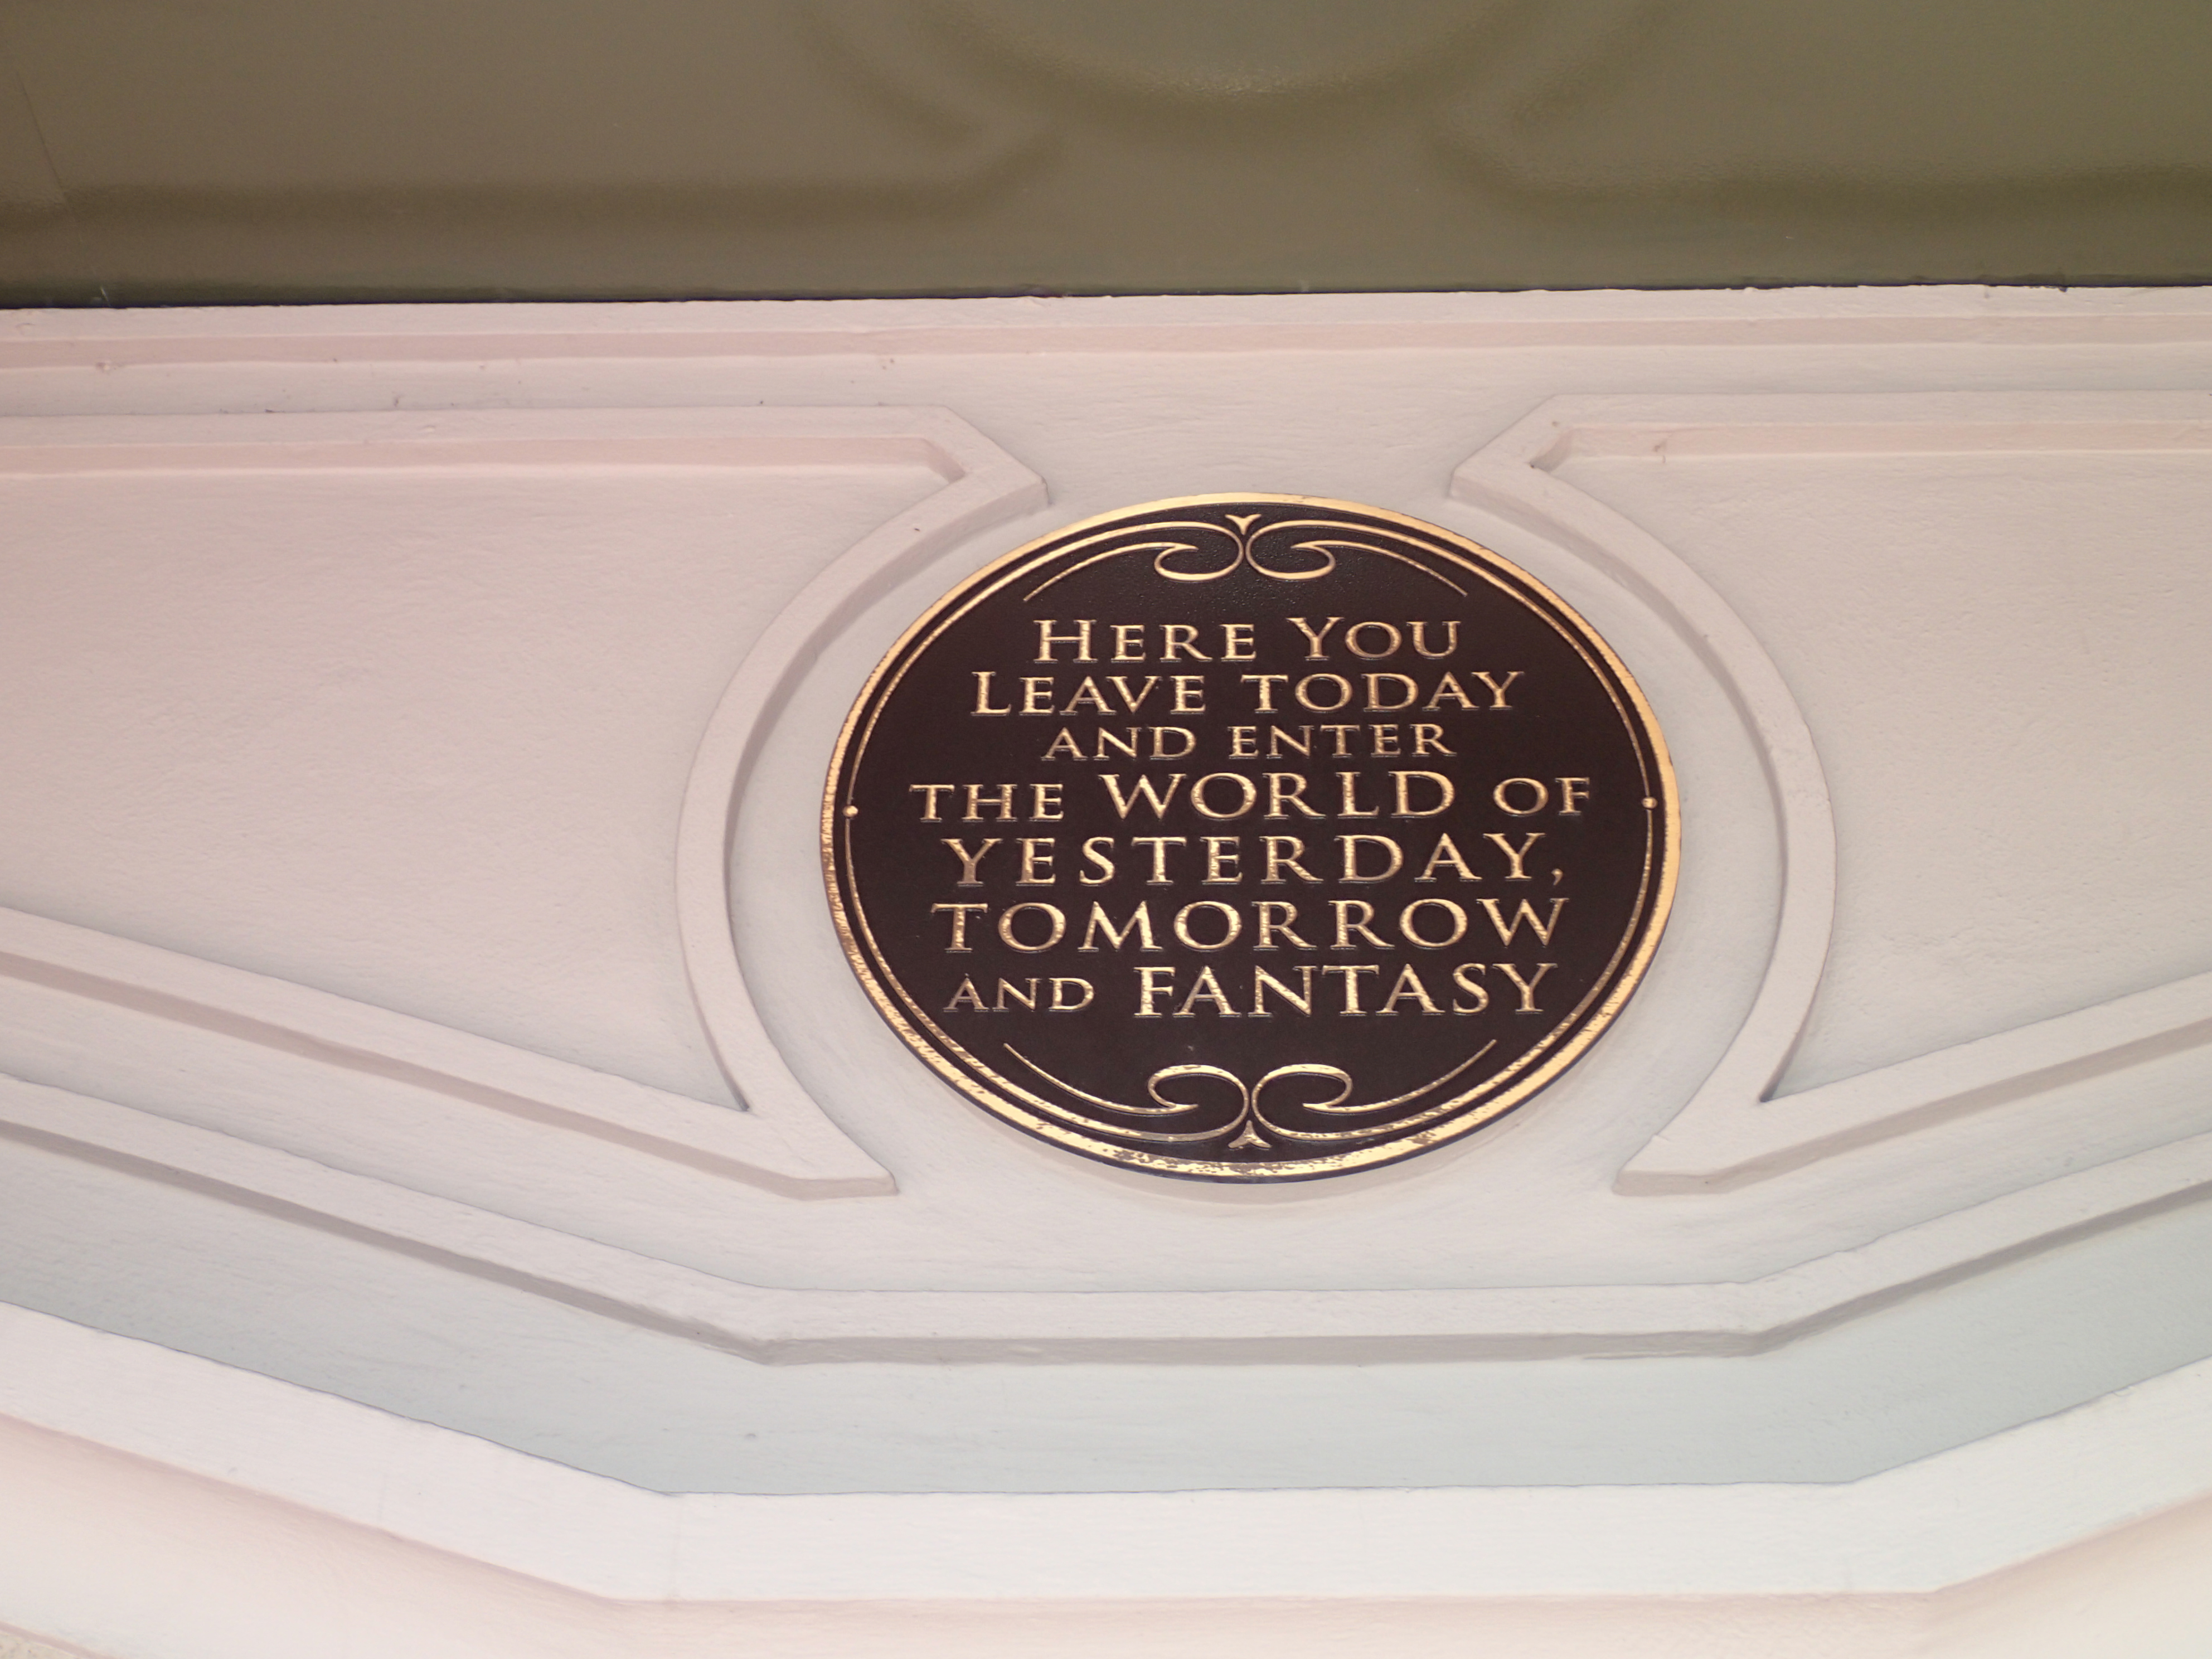 HERE YOU
LEAVE TODAY
AND ENTER
THE WORLD OF
YESTERDAY,
TOMORROW
AND FANTASY